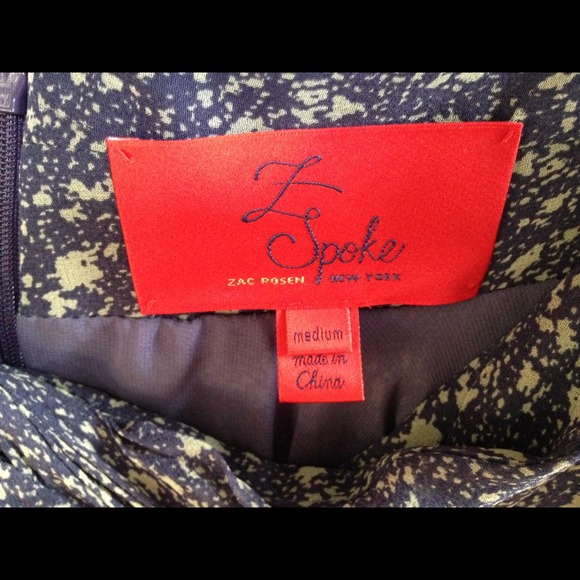 Z
Spoke
ZAC POSEN NEW YORK
medium
made in
China